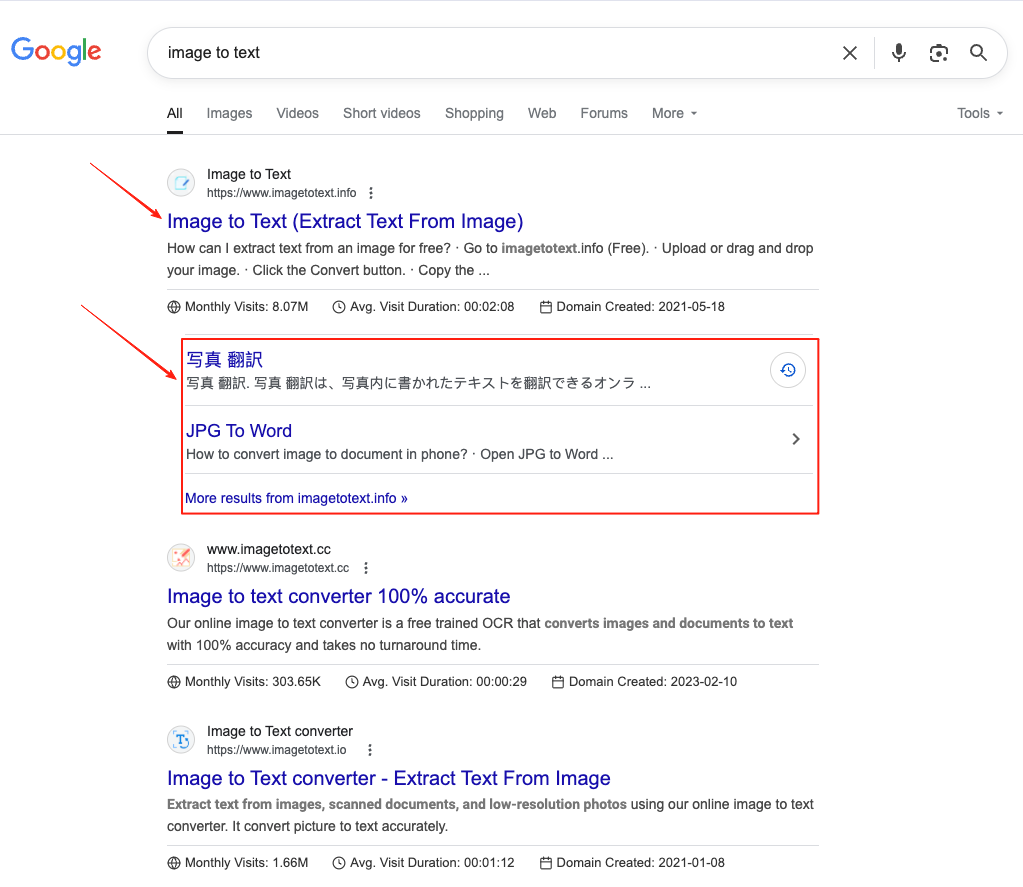 Google
image to text
All Images Videos Short videos Shopping Web Forums More Tools
Image to Text
https://www.imagetotext.info
Image to Text (Extract Text From Image)
How can I extract text from an image for free? · Go to imagetotext.info (Free). · Upload or drag and drop
your image. · Click the Convert button. · Copy the ...
Monthly Visits: 8.07M Avg. Visit Duration: 00:02:08 Domain Created: 2021-05-18
写真 翻訳
写真 翻訳. 写真 翻訳は、写真内に書かれたテキストを翻訳できるオンラ ...
JPG To Word
How to convert image to document in phone? · Open JPG to Word ...
More results from imagetotext.info »
www.imagetotext.cc
https://www.imagetotext.cc
Image to text converter 100% accurate
Our online image to text converter is a free trained OCR that converts images and documents to text
with 100% accuracy and takes no turnaround time.
Monthly Visits: 303.65K Avg. Visit Duration: 00:00:29 Domain Created: 2023-02-10
Image to Text converter
https://www.imagetotext.io
Image to Text converter - Extract Text From Image
Extract text from images, scanned documents, and low-resolution photos using our online image to text
converter. It convert picture to text accurately.
Monthly Visits: 1.66M Avg. Visit Duration: 00:01:12 Domain Created: 2021-01-08